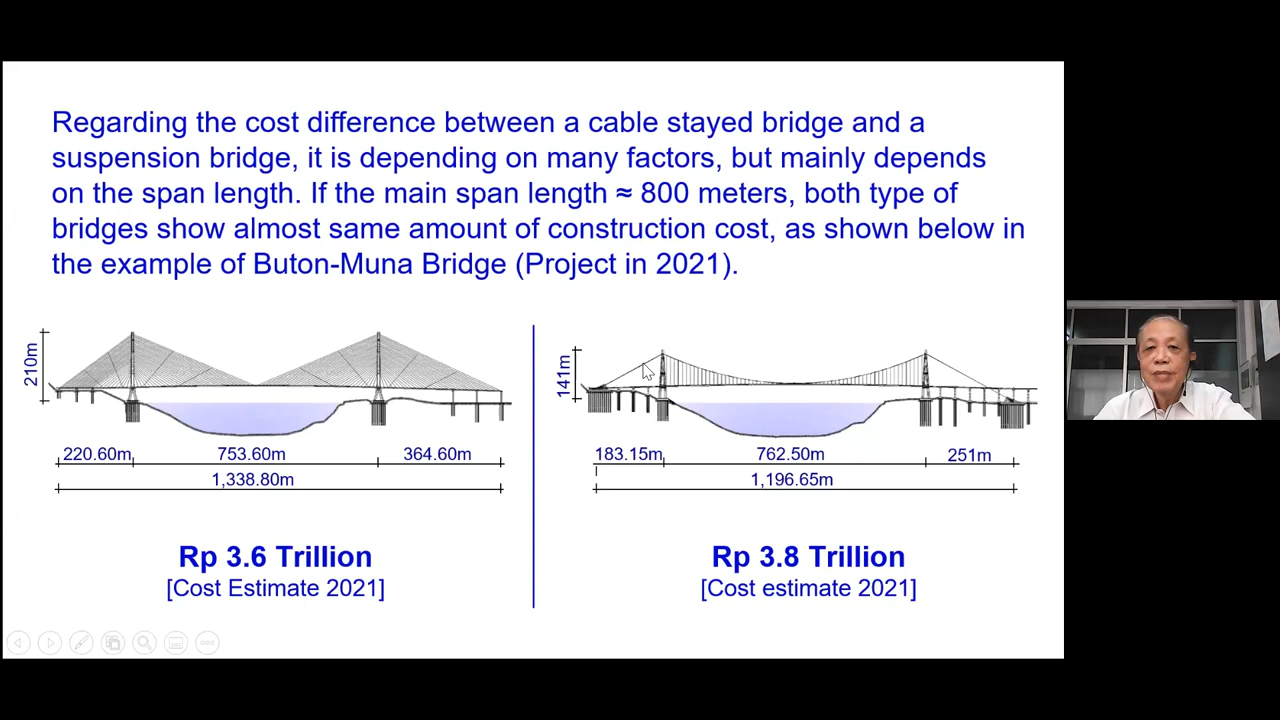 Regarding the cost difference between a cable stayed bridge and a
suspension bridge, it is depending on many factors, but mainly depends
on the span length. If the main span length ≈ 800 meters, both type of
bridges show almost same amount of construction cost, as shown below in
the example of Buton-Muna Bridge (Project in 2021).
210m
220.60m
753.60m
364.60m
1,338.80m
Rp 3.6 Trillion
[Cost Estimate 2021]
141m
183.15m
762.50m
251m
1,196.65m
Rp 3.8 Trillion
[Cost estimate 2021]